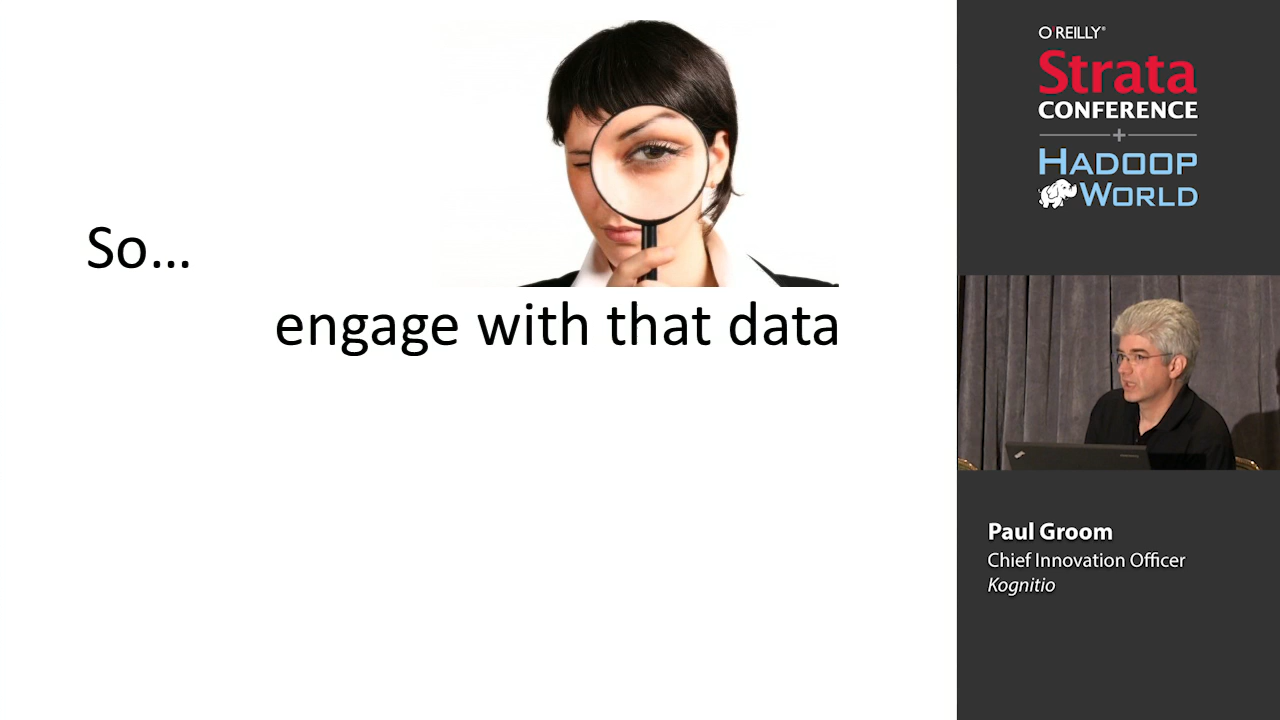 So…
engage with that data
O'REILLY®
Strata
CONFERENCE
+
HADOOP
WORLD
Paul Groom
Chief Innovation Officer
Kognitio